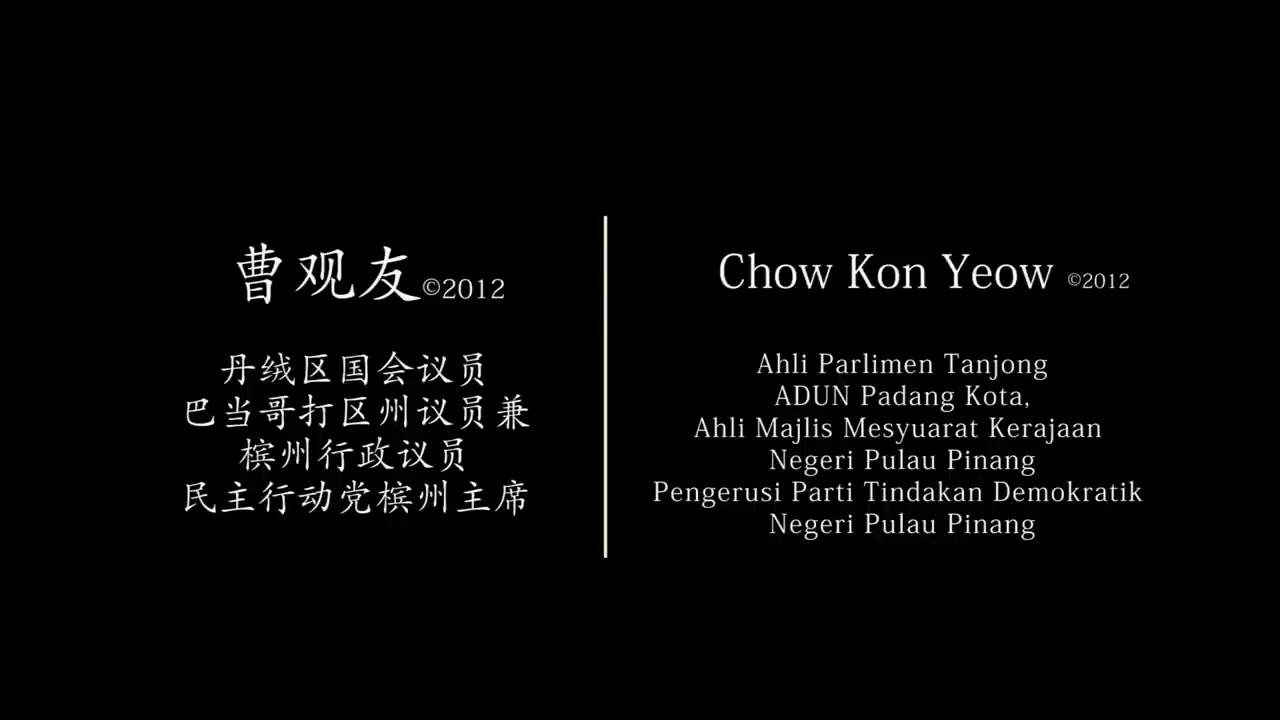 曹观友©2012
丹绒区国会议员
巴当哥打区州议员兼
槟州行政议员
民主行动党槟州主席
Chow Kon Yeow ©2012
Ahli Parlimen Tanjong
ADUN Padang Kota,
Ahli Majlis Mesyuarat Kerajaan
Negeri Pulau Pinang
Pengerusi Parti Tindakan Demokratik
Negeri Pulau Pinang